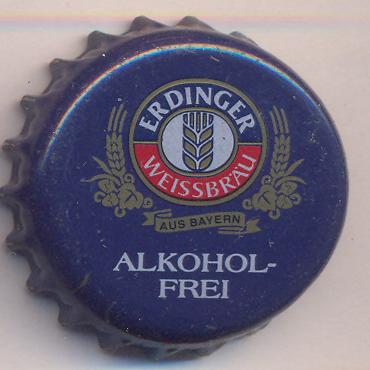 ERDINGER
WEISSBRÄU
AUS BAYERN
ALKOHOL-
FREI